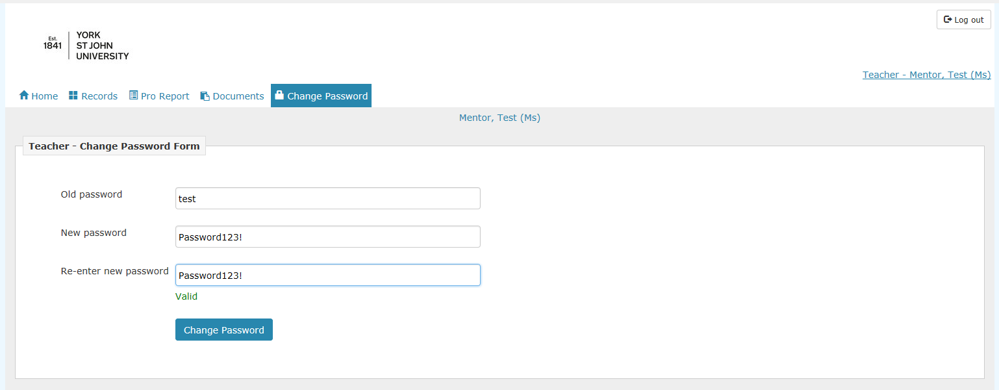 Log out
Est.
1841
YORK
ST JOHN
UNIVERSITY
Teacher - Mentor, Test (Ms)
Home Records Pro Report Documents Change Password
Mentor, Test (Ms)
Teacher - Change Password Form
Old password test
New password Password123!
Re-enter new password Password123!
Valid
Change Password